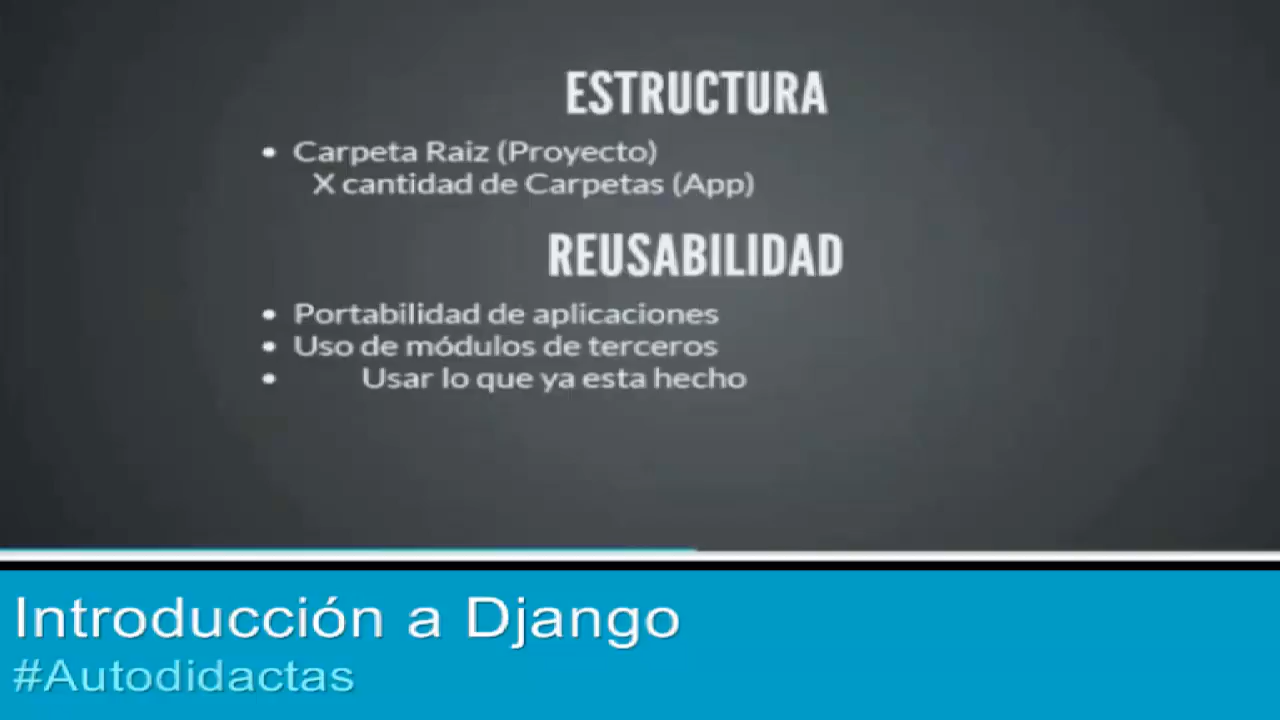 ESTRUCTURA
• Carpeta Raiz (Proyecto)
X cantidad de Carpetas (App)
REUSABILIDAD
• Portabilidad de aplicaciones
• Uso de módulos de terceros
• Usar lo que ya esta hecho
Introducción a Django
#Autodidactas